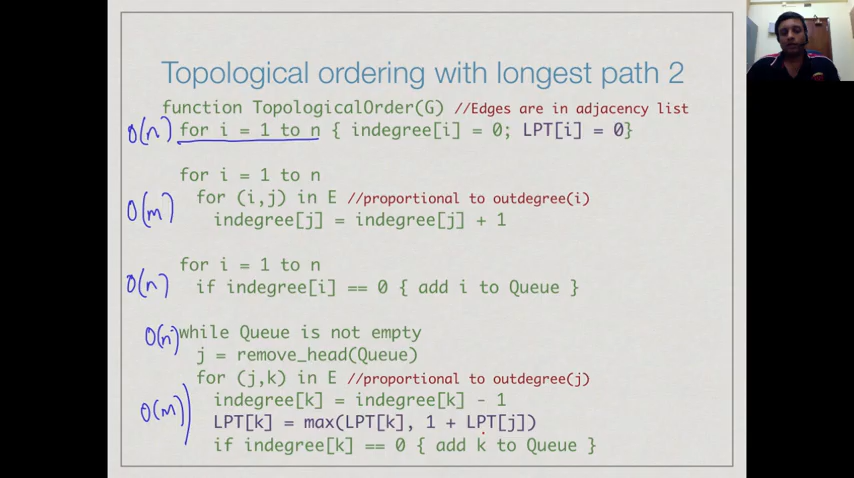 Topological ordering with longest path 2
function TopologicalOrder(G) //Edges are in adjacency list
O(n) for i = 1 to n { indegree[i] = 0; LPT[i] = 0}
for i = 1 to n
for (i,j) in E //proportional to outdegree(i)
O(m) indegree[j] = indegree[j] + 1
for i = 1 to n
O(n) if indegree[i] == 0 { add i to Queue }
O(n) while Queue is not empty
j = remove_head(Queue)
for (j,k) in E //proportional to outdegree(j)
indegree[k] = indegree[k] - 1
O(m) LPT[k] = max(LPT[k], 1 + LPT[j])
if indegree[k] == 0 { add k to Queue }